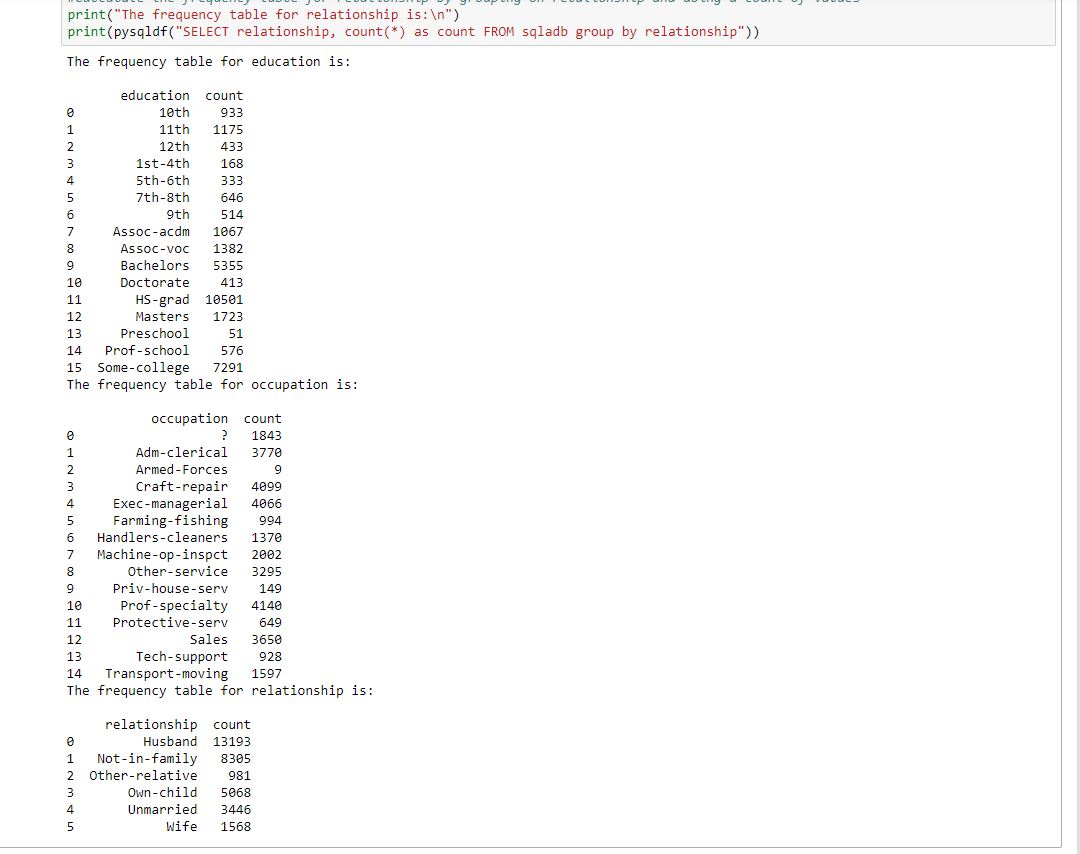 print("The frequency table for relationship is:\n")
print(pysqldf("SELECT relationship, count(*) as count FROM sqladb group by relationship"))
The frequency table for education is:
education count
0 10th 933
1 11th 1175
2 12th 433
3 1st-4th 168
4 5th-6th 333
5 7th-8th 646
6 9th 514
7 Assoc-acdm 1067
8 Assoc-voc 1382
9 Bachelors 5355
10 Doctorate 413
11 HS-grad 10501
12 Masters 1723
13 Preschool 51
14 Prof-school 576
15 Some-college 7291
The frequency table for occupation is:
occupation count
0 ? 1843
1 Adm-clerical 3770
2 Armed-Forces 9
3 Craft-repair 4099
4 Exec-managerial 4066
5 Farming-fishing 994
6 Handlers-cleaners 1370
7 Machine-op-inspct 2002
8 Other-service 3295
9 Priv-house-serv 149
10 Prof-specialty 4140
11 Protective-serv 649
12 Sales 3650
13 Tech-support 928
14 Transport-moving 1597
The frequency table for relationship is:
relationship count
0 Husband 13193
1 Not-in-family 8305
2 Other-relative 981
3 Own-child 5068
4 Unmarried 3446
5 Wife 1568